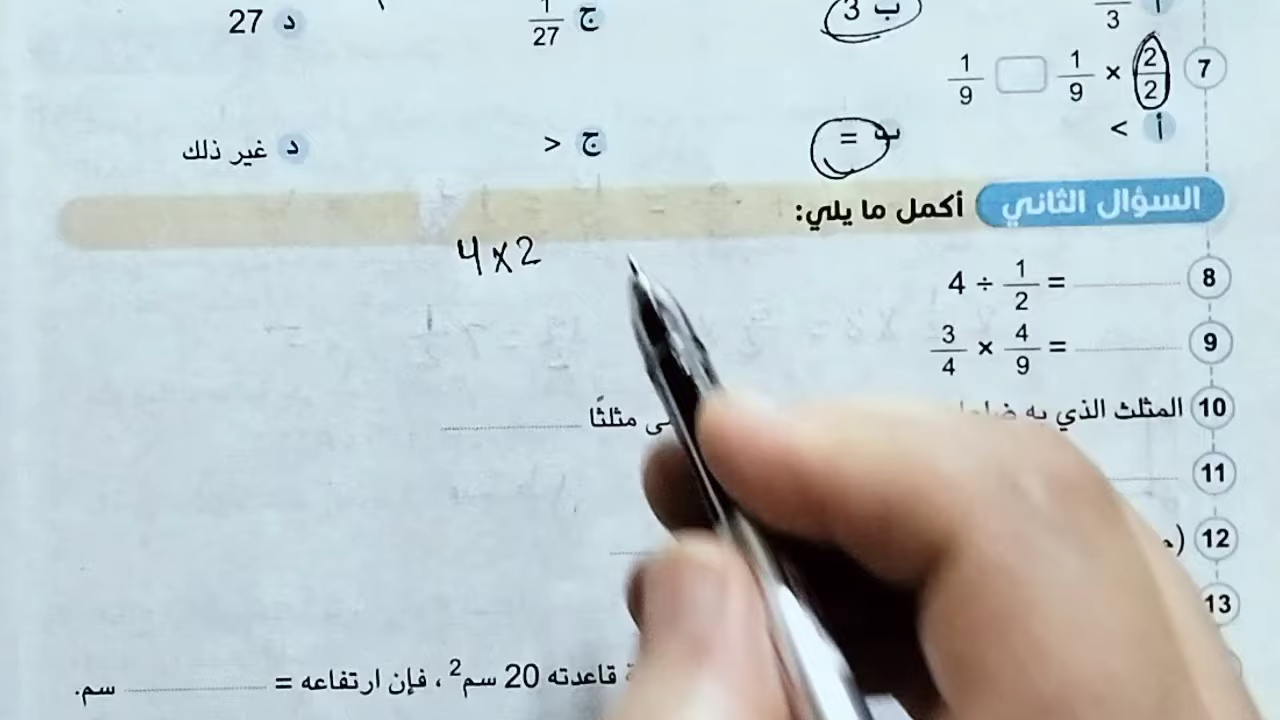 أ /3 ب 3 ج 1/27 د 27
7 2/2 × 1/9 □ 1/9
أ > ب = ج < د غير ذلك
السؤال الثاني أكمل ما يلي:
4×2
8 4 ÷ 1/2 = ............
9 3/4 × 4/9 = ............
10 المثلث الذي به مثلثًا ............
11
12 (
13
قاعدته 20 سم2 ، فإن ارتفاعه = ............ سم.